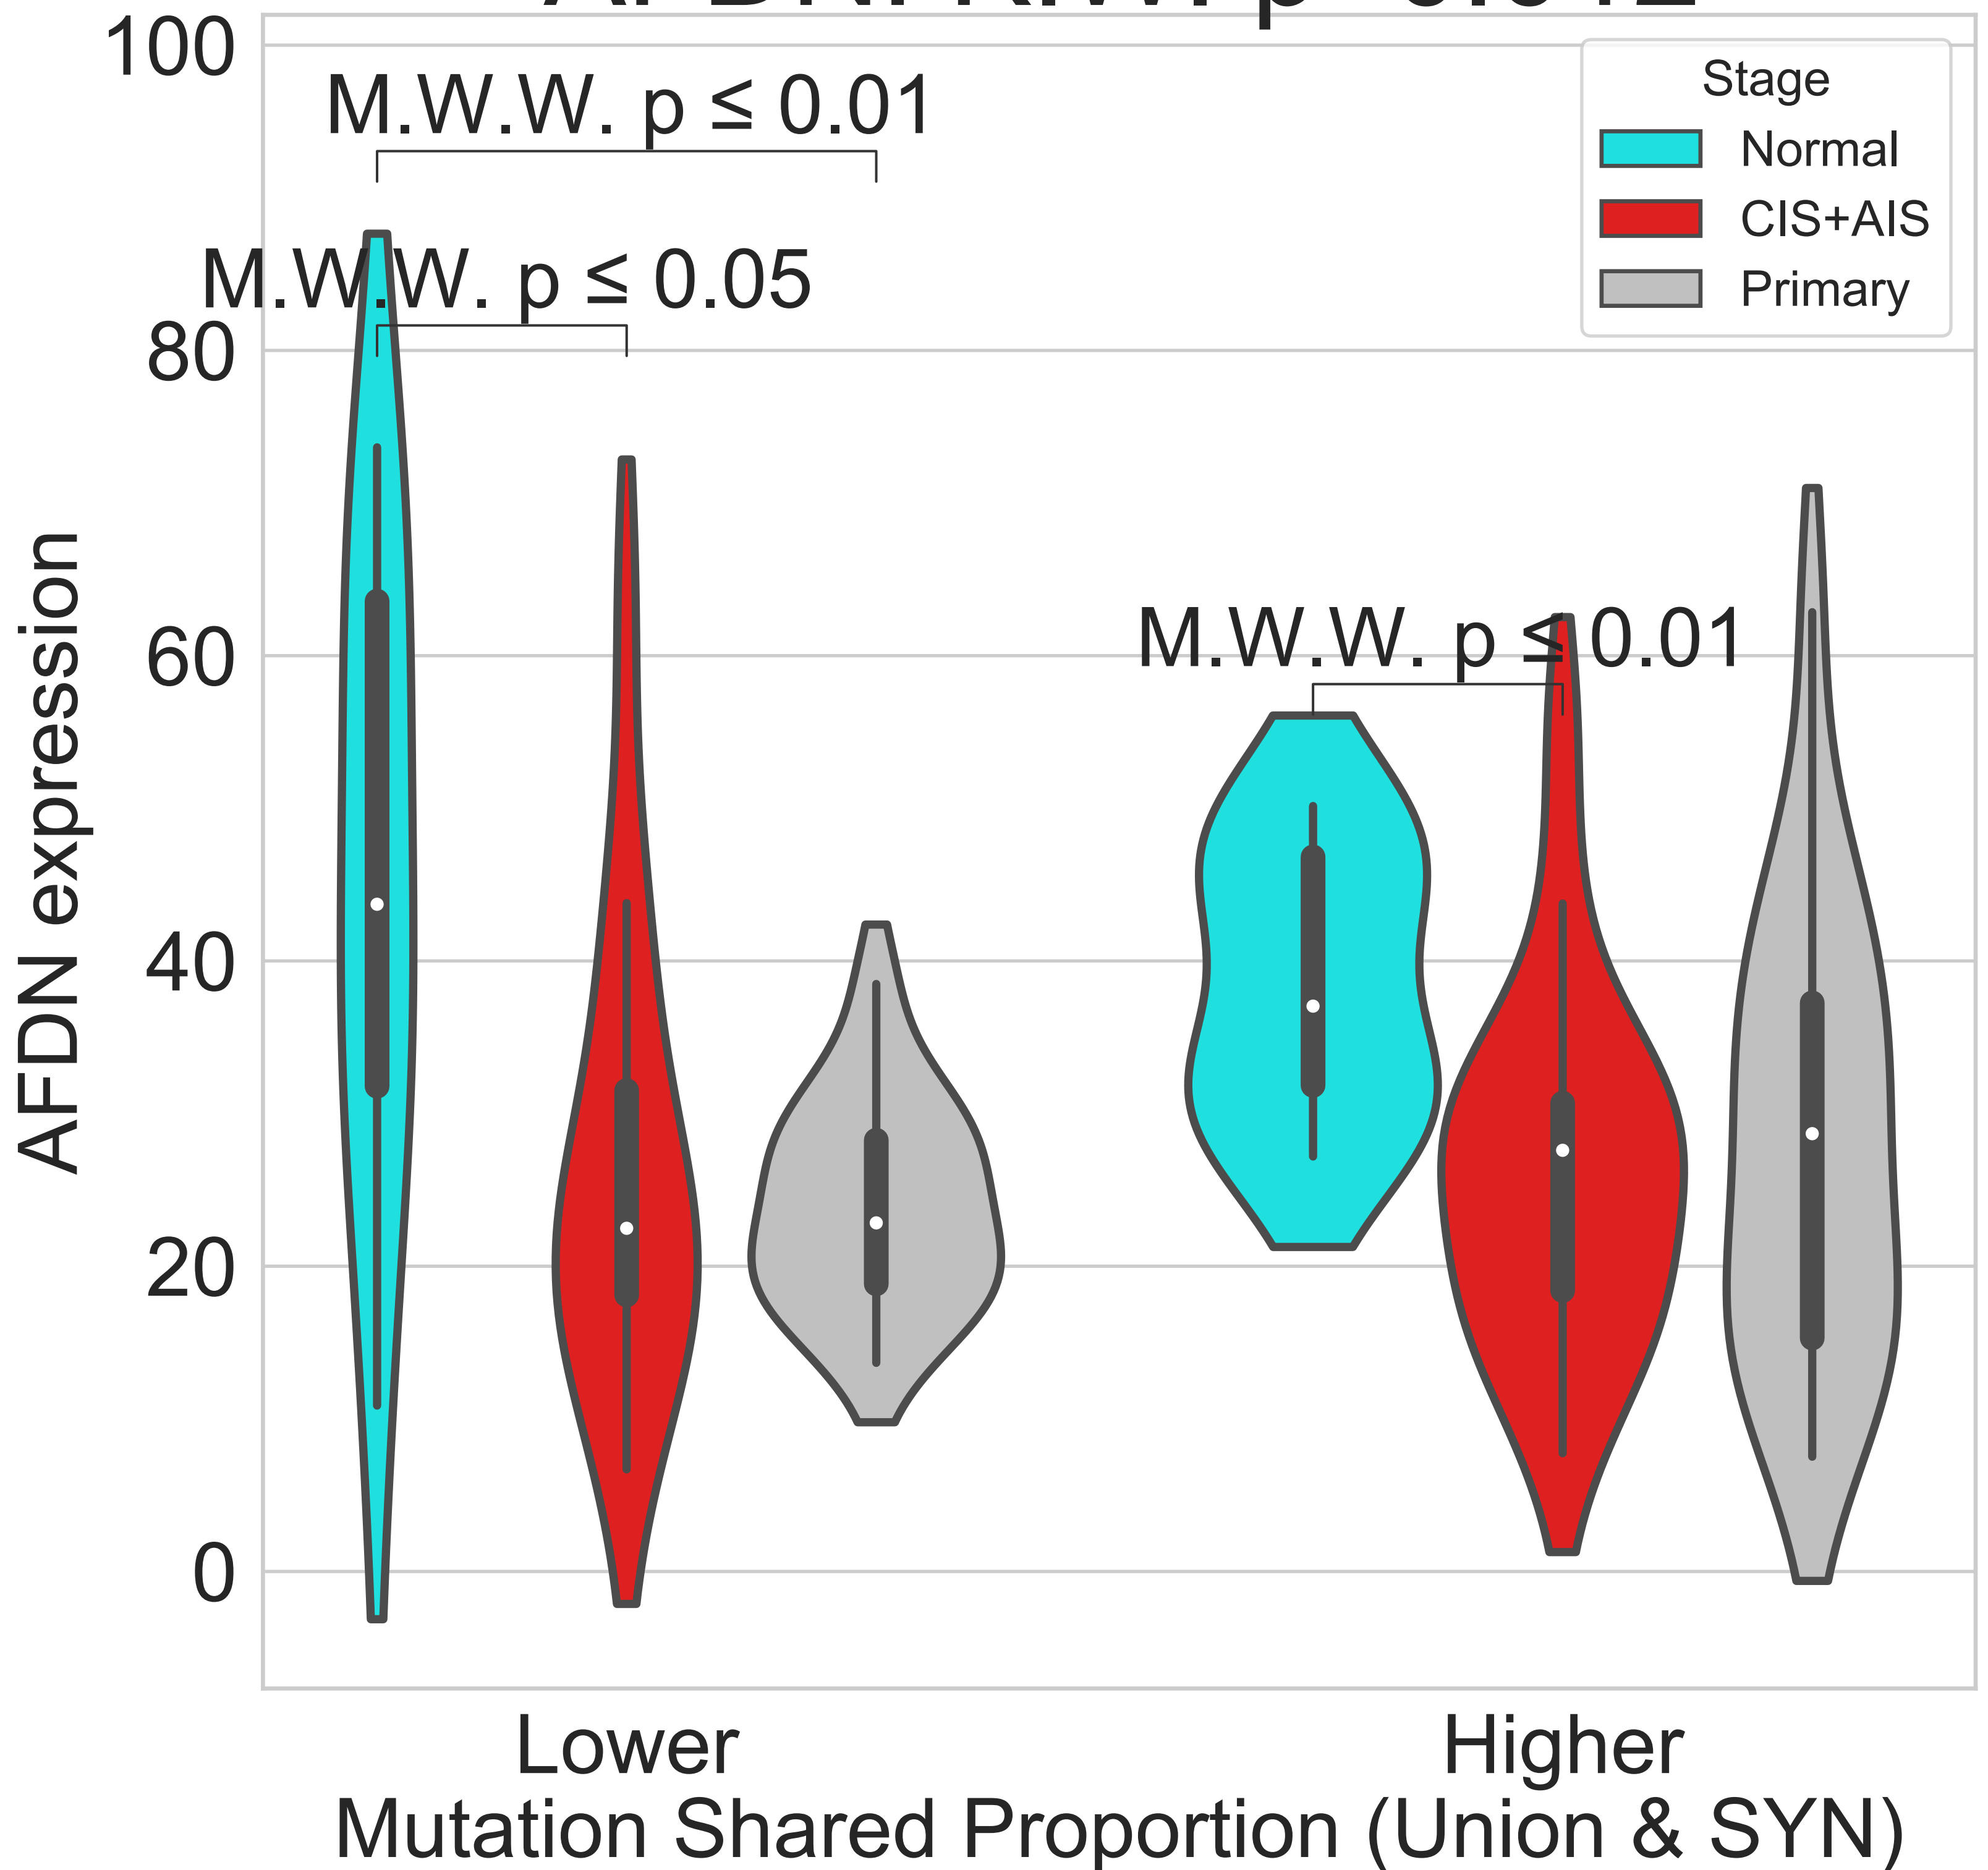 100
M.W.W. p ≤ 0.01
Stage
Normal
CIS+AIS
Primary
M.W.W. p ≤ 0.05
80
M.W.W. p ≤ 0.01
60
40
20
0
AFDN expression
Lower
Higher
Mutation Shared Proportion (Union & SYN)